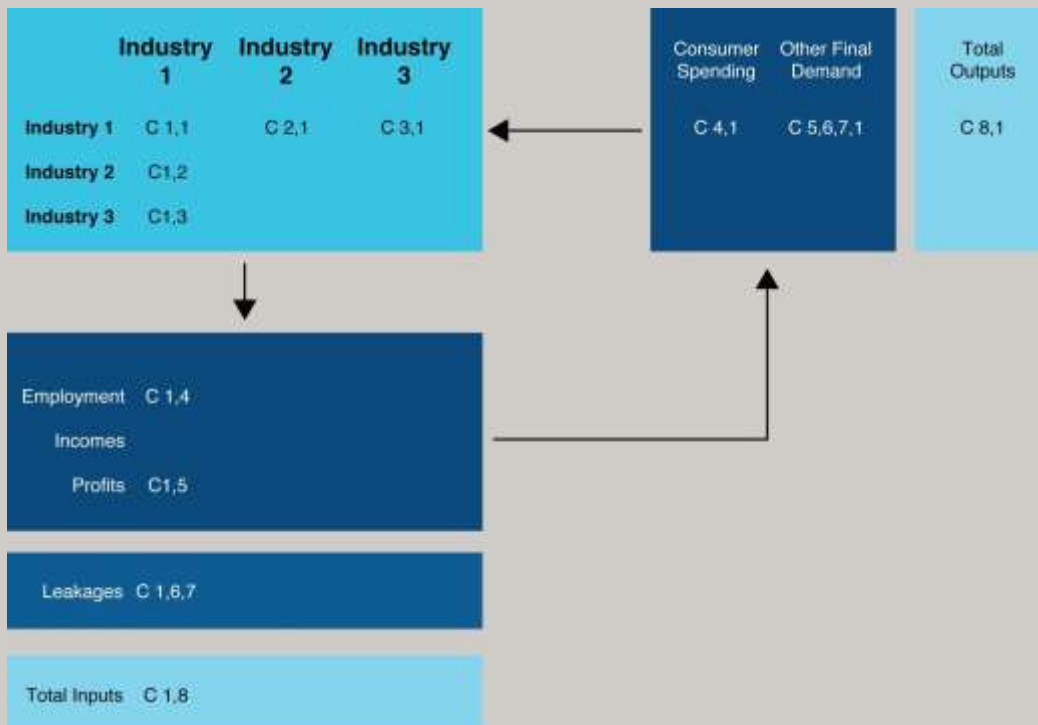 Industry 1
Industry 2
Industry 3
Consumer Spending
Other Final Demand
Total Outputs
Industry 1 C 1,1 C 2,1 C 3,1 C 4,1 C 5,6,7,1 C 8,1
Industry 2 C1,2
Industry 3 C1,3
Employment C 1,4
Incomes
Profits C1,5
Leakages C 1,6,7
Total Inputs C 1,8